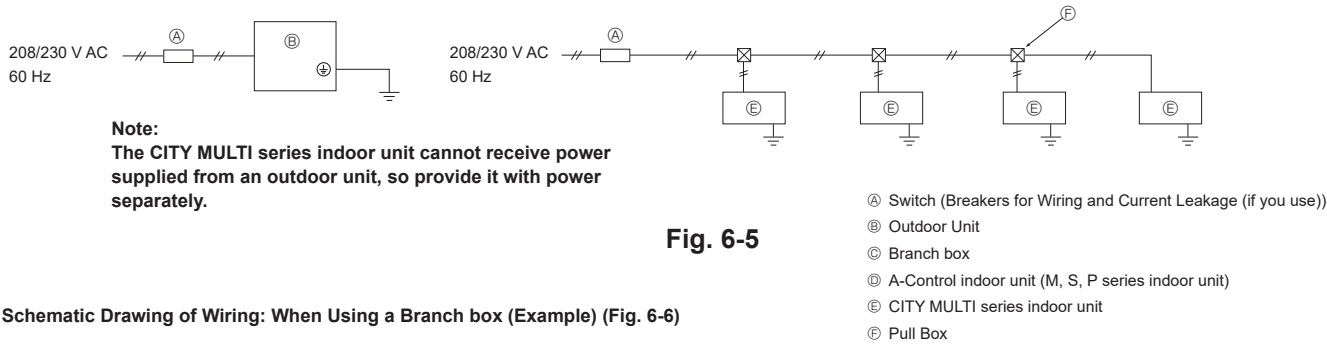 208/230 V AC
60 Hz
Ⓐ
Ⓑ
Note:
The CITY MULTI series indoor unit cannot receive power
supplied from an outdoor unit, so provide it with power
separately.
208/230 V AC
60 Hz
Ⓐ
Ⓕ
Ⓔ Ⓔ Ⓔ Ⓔ
Fig. 6-5
Ⓐ Switch (Breakers for Wiring and Current Leakage (if you use))
Ⓑ Outdoor Unit
Ⓒ Branch box
Ⓓ A-Control indoor unit (M, S, P series indoor unit)
Ⓔ CITY MULTI series indoor unit
Ⓕ Pull Box
Schematic Drawing of Wiring: When Using a Branch box (Example) (Fig. 6-6)